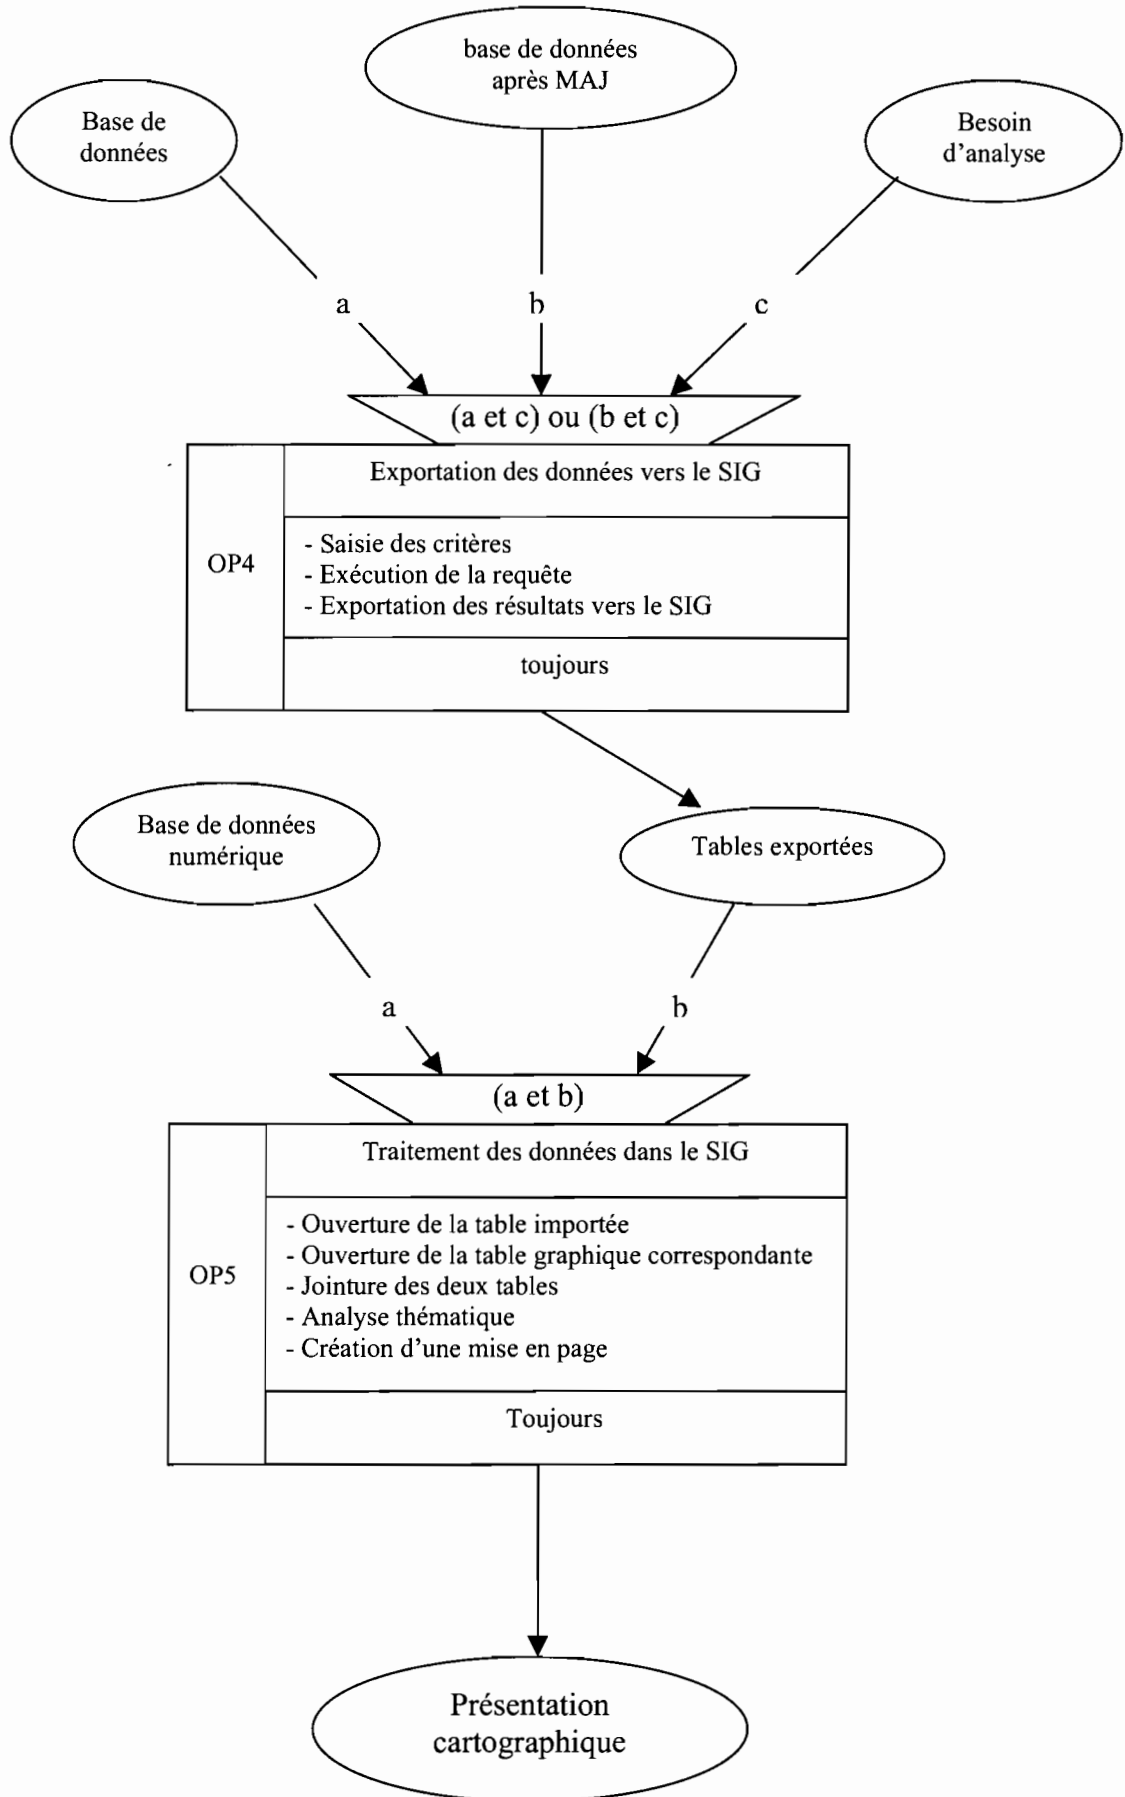 base de données
après MAJ
Base de
données
Besoin
d'analyse
a
b
c
(a et c) ou (b et c)
Exportation des données vers le SIG
OP4
- Saisie des critères
- Exécution de la requête
- Exportation des résultats vers le SIG
toujours
Base de données
numérique
Tables exportées
a
b
(a et b)
Traitement des données dans le SIG
OP5
- Ouverture de la table importée
- Ouverture de la table graphique correspondante
- Jointure des deux tables
- Analyse thématique
- Création d'une mise en page
Toujours
Présentation
cartographique